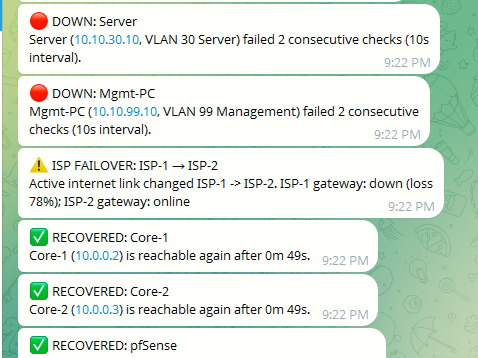 🔴 DOWN: Server
Server (10.10.30.10, VLAN 30 Server) failed 2 consecutive checks (10s
interval).
9:22 PM
🔴 DOWN: Mgmt-PC
Mgmt-PC (10.10.99.10, VLAN 99 Management) failed 2 consecutive
checks (10s interval).
9:22 PM
⚠️ ISP FAILOVER: ISP-1 → ISP-2
Active internet link changed ISP-1 -> ISP-2. ISP-1 gateway: down (loss
78%); ISP-2 gateway: online
9:22 PM
✅ RECOVERED: Core-1
Core-1 (10.0.0.2) is reachable again after 0m 49s.
9:22 PM
✅ RECOVERED: Core-2
Core-2 (10.0.0.3) is reachable again after 0m 49s.
9:22 PM
✅ RECOVERED: pfSense